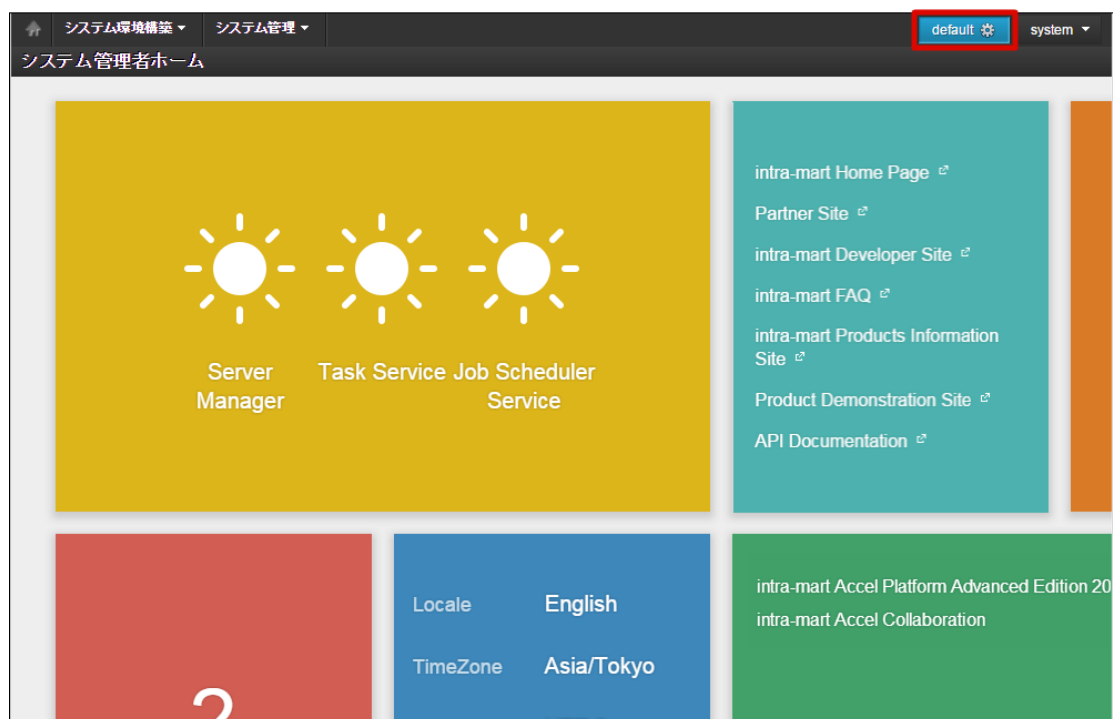 システム環境構築 システム管理 default system
システム管理者ホーム
intra-mart Home Page
Partner Site
intra-mart Developer Site
intra-mart FAQ
intra-mart Products Information
Site
Product Demonstration Site
API Documentation
Server
Manager
Task Service
Job Scheduler
Service
2
Locale English
TimeZone Asia/Tokyo
intra-mart Accel Platform Advanced Edition 20
intra-mart Accel Collaboration